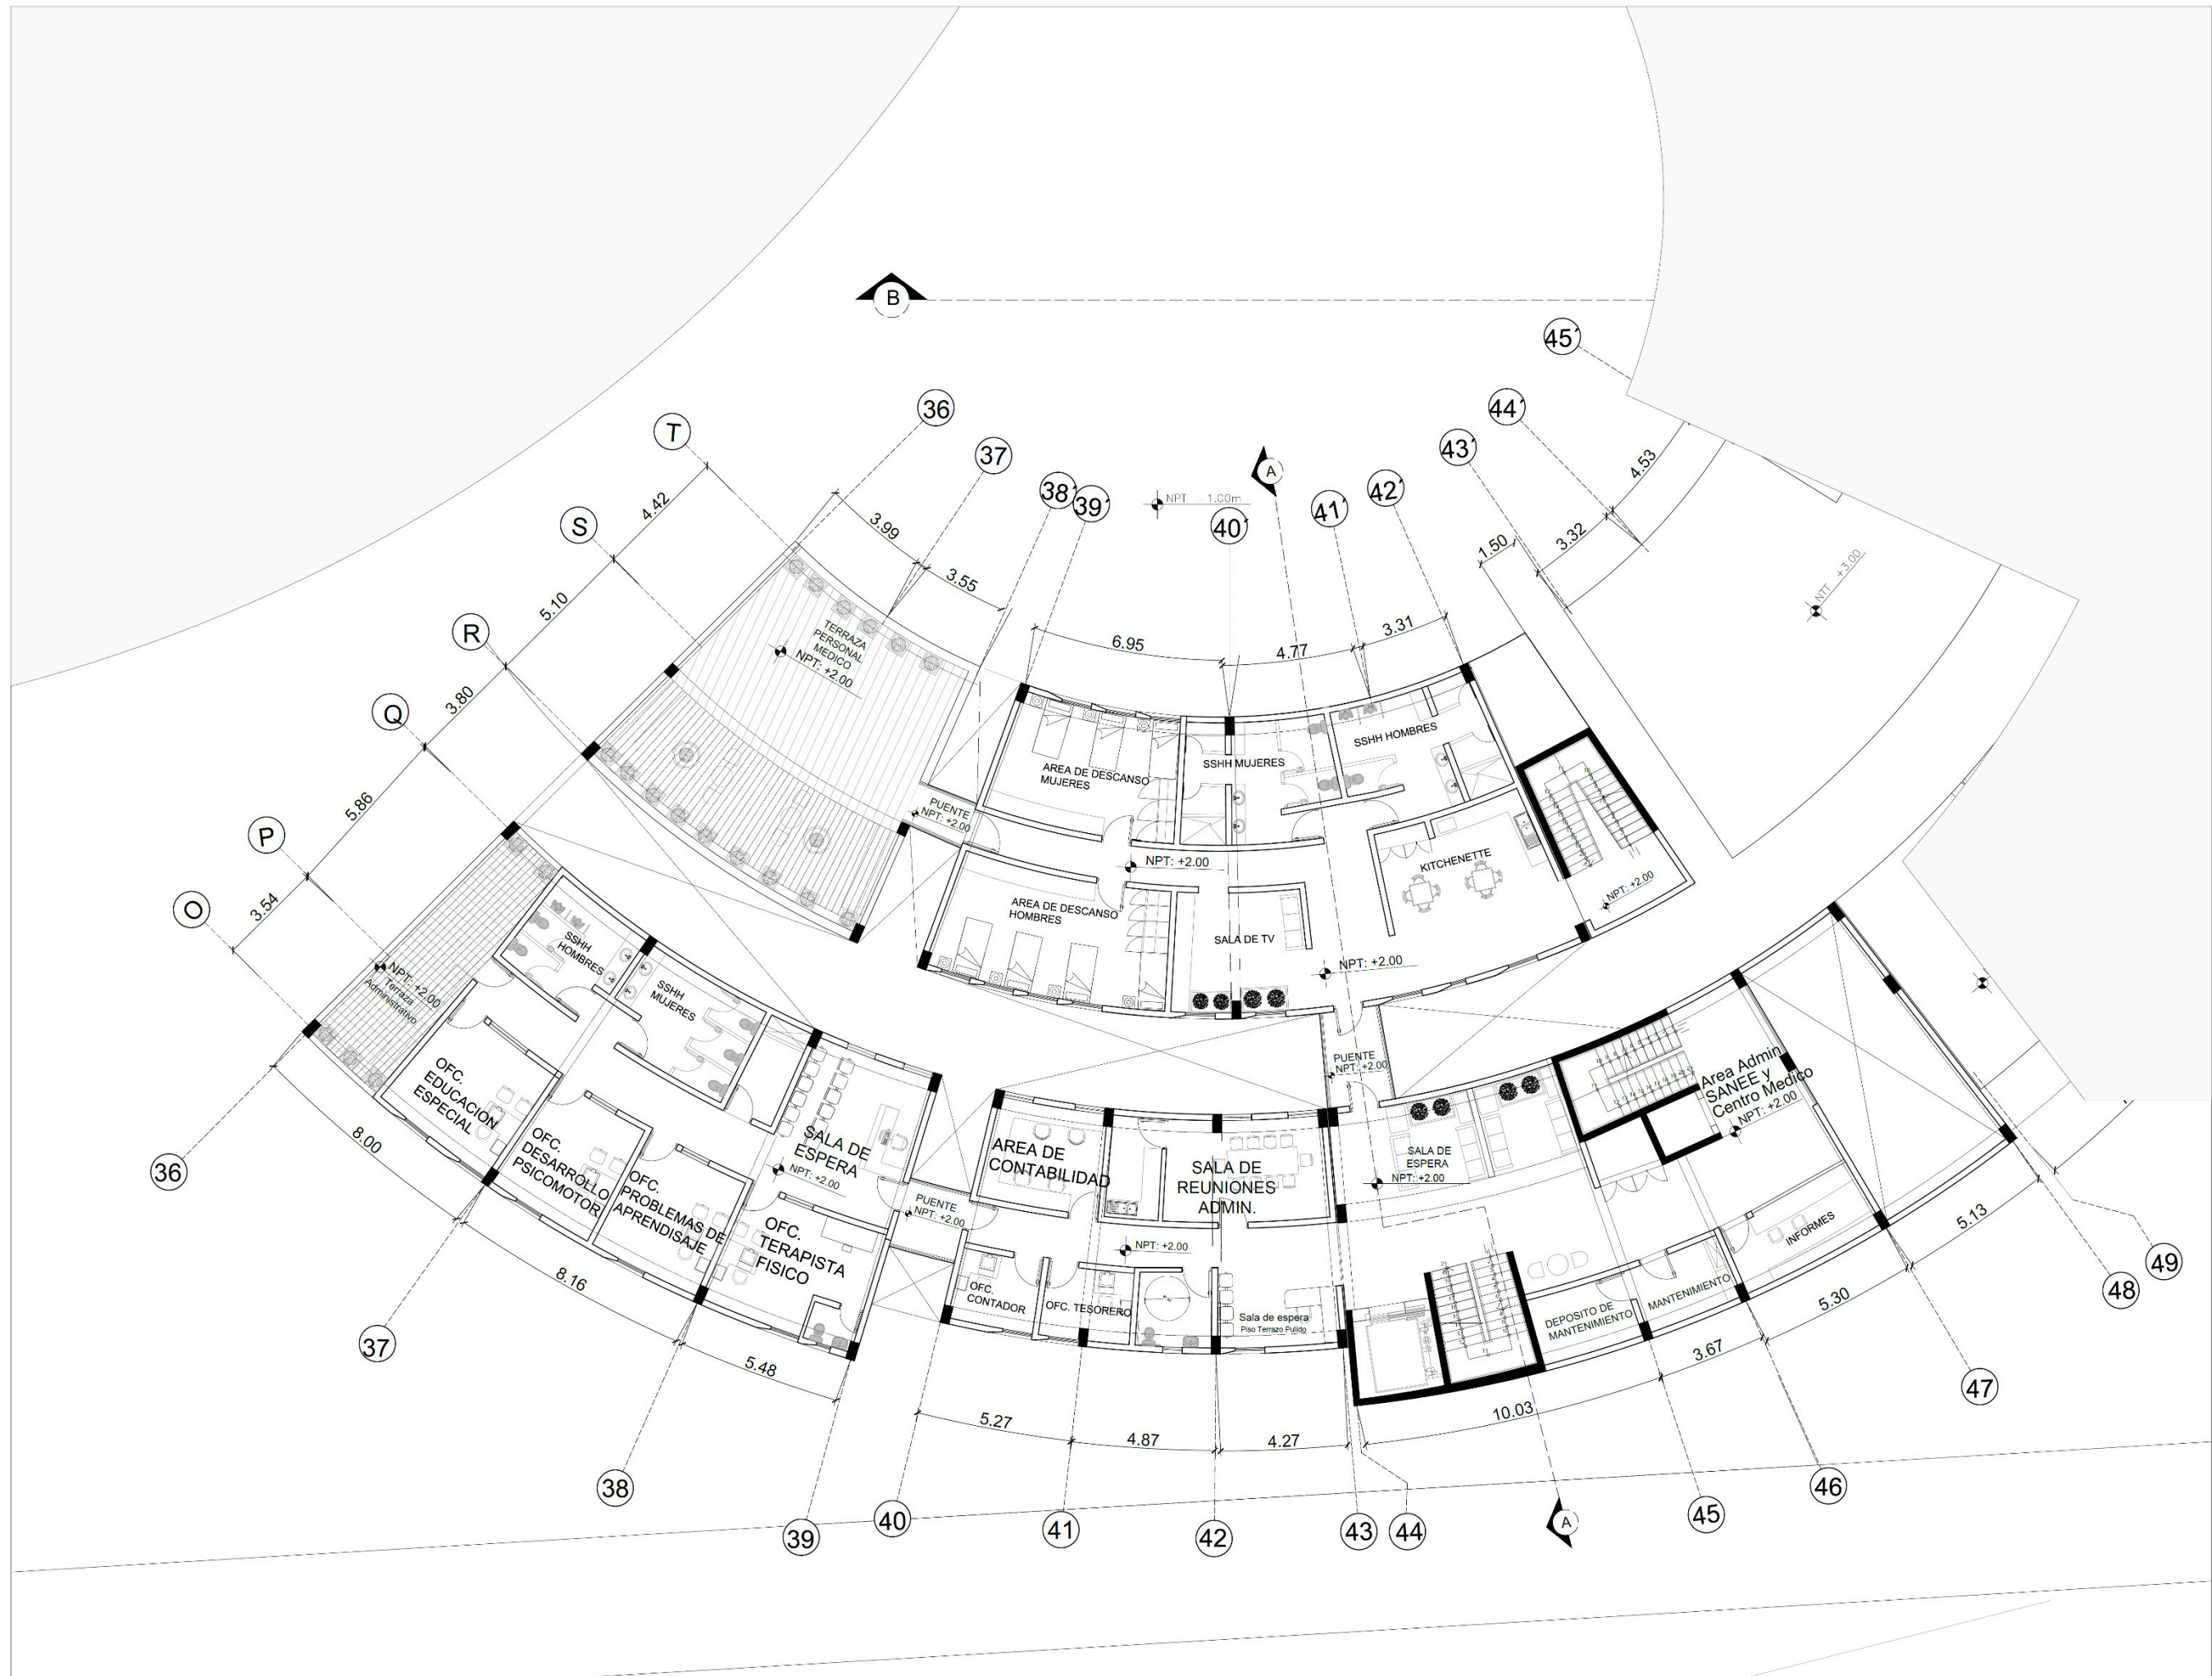 B
45´
36
44´
T
37
43´
4.53
A
38´
42´
4.42
39´
NPT -1.00m
41´
40´
S
3.99
3.32
1.50
NTT +3.00
3.55
5.10
TERRAZA
PERSONAL
MEDICO
NPT: +2.00
6.95
4.77
3.31
R
3.80
Q
SSHH HOMBRES
AREA DE DESCANSO
MUJERES
SSHH MUJERES
5.86
PUENTE
NPT: +2.00
P
NPT: +2.00
KITCHENETTE
NPT: +2.00
3.54
O
AREA DE DESCANSO
HOMBRES
SALA DE TV
SSHH
HOMBRES
NPT: +2.00
NPT: +2.00
Terraza
Administrativo
SSHH
MUJERES
PUENTE
NPT: +2.00
Area Admin
SANEE y
Centro Medico
NPT: +2.00
OFC.
EDUCACION
ESPECIAL
OFC.
DESARROLLO
PSICOMOTOR
SALA DE
ESPERA
NPT: +2.00
AREA DE
CONTABILIDAD
SALA DE
REUNIONES
ADMIN.
SALA DE
ESPERA
NPT: +2.00
36
8.00
OFC.
PROBLEMAS DE
APRENDISAJE
PUENTE
NPT: +2.00
OFC.
TERAPISTA
FISICO
NPT: +2.00
INFORMES
5.13
49
48
8.16
OFC.
CONTADOR
OFC. TESORERO
Sala de espera
Piso Terrazo Pulido
DEPOSITO DE
MANTENIMIENTO
MANTENIMIENTO
5.30
37
5.48
3.67
47
5.27
4.87
4.27
10.03
38
39
40
41
42
43
44
A
45
46